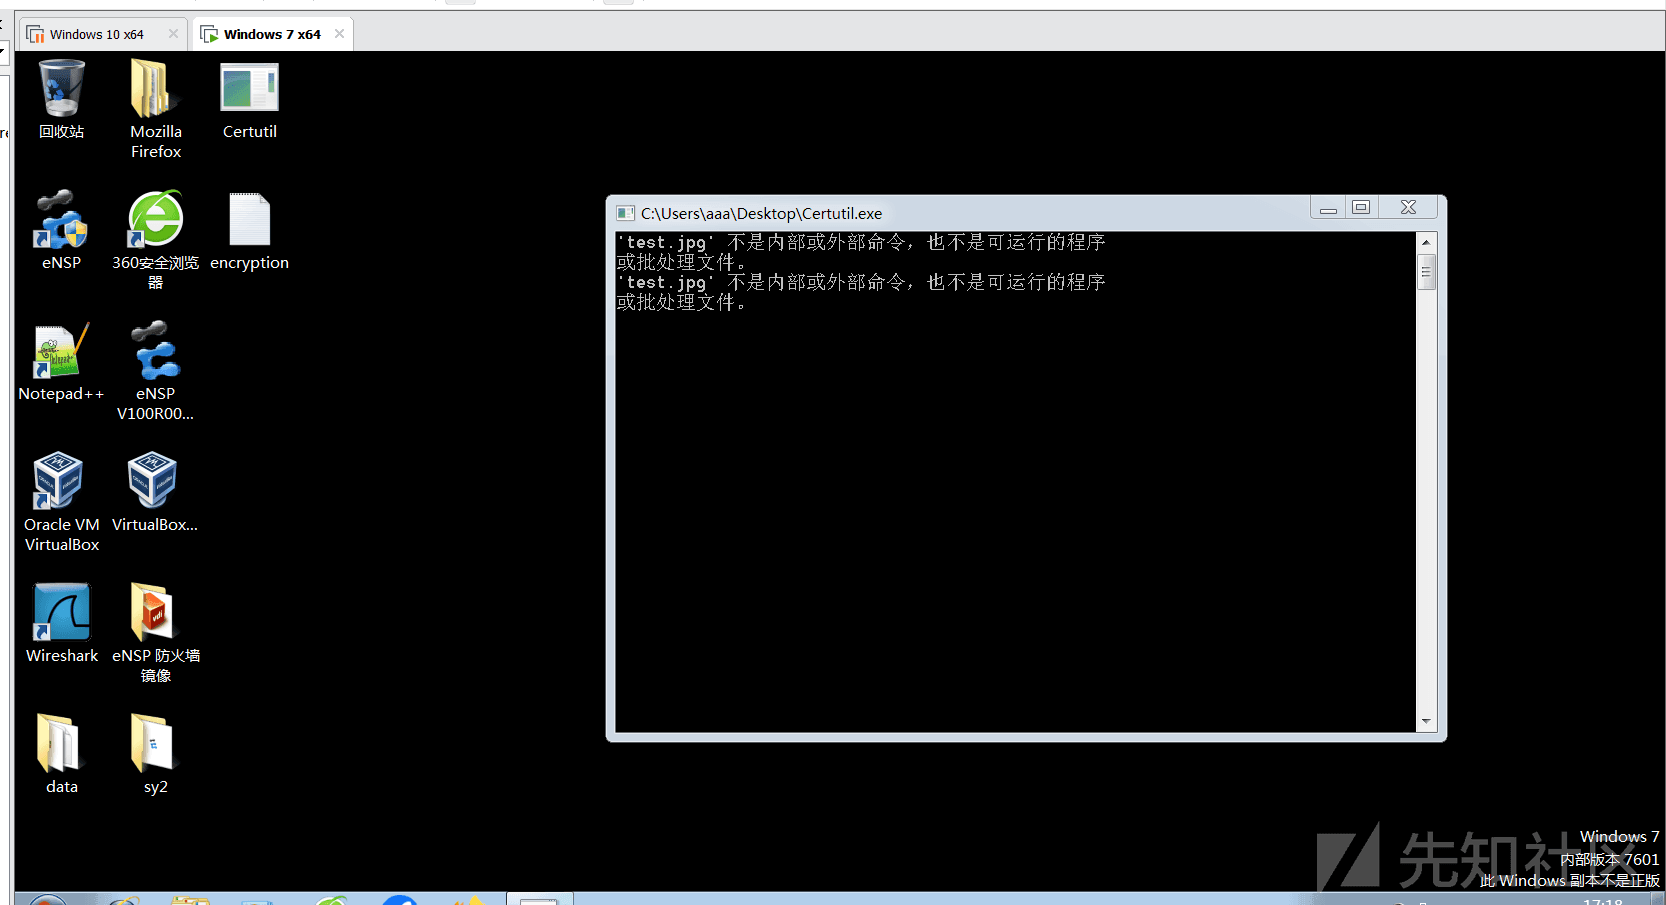 Windows 10 x64
Windows 7 x64
回收站
Mozilla
Firefox
Certutil
eNSP
360安全浏览
器
encryption
Notepad++
eNSP
V100R00...
Oracle VM
VirtualBox
VirtualBox...
Wireshark
eNSP 防火墙
镜像
data
sy2
C:\Users\aaa\Desktop\Certutil.exe
'test.jpg' 不是内部或外部命令，也不是可运行的程序
或批处理文件。
'test.jpg' 不是内部或外部命令，也不是可运行的程序
或批处理文件。
先知社区
Windows 7
内部版本 7601
此 Windows 副本不是正版
17:18